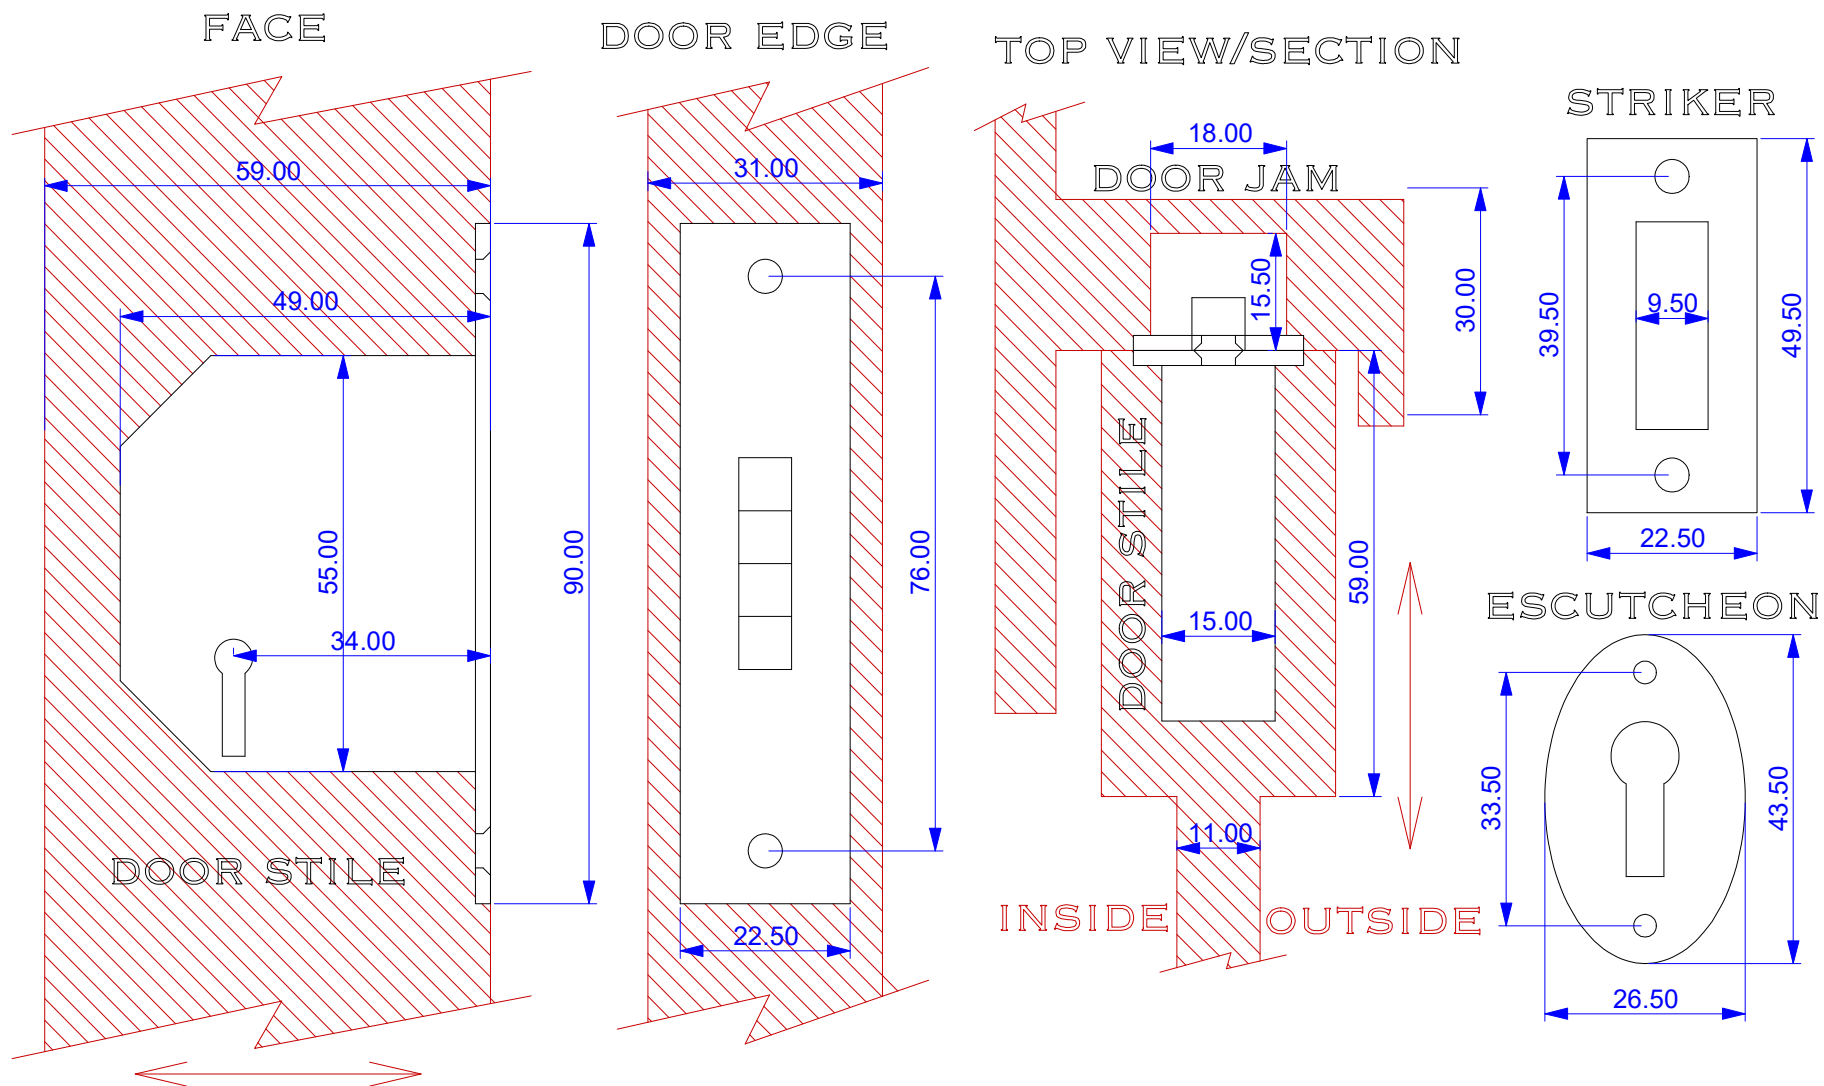 FACE
59.00
49.00
55.00
34.00
90.00
DOOR STILE
DOOR EDGE
31.00
76.00
22.50
TOP VIEW/SECTION
18.00
DOOR JAM
15.50
30.00
DOOR STILE
15.00
59.00
11.00
INSIDE
OUTSIDE
STRIKER
39.50
9.50
49.50
22.50
ESCUTCHEON
33.50
43.50
26.50